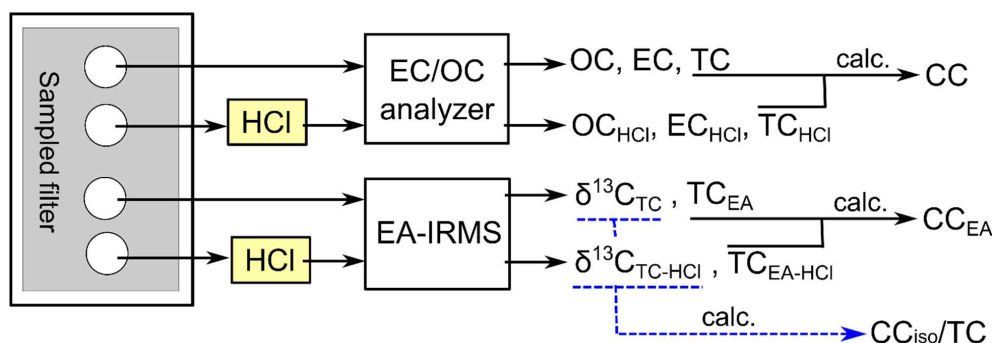 Sampled filter
HCl
HCl
EC/OC
analyzer
EA-IRMS
OC, EC, TC
calc.
CC
OCHCl, ECHCl, TCHCl
δ¹³CTC , TCEA
calc.
CCEA
δ¹³CTC-HCl , TCEA-HCl
calc.
CCiso/TC